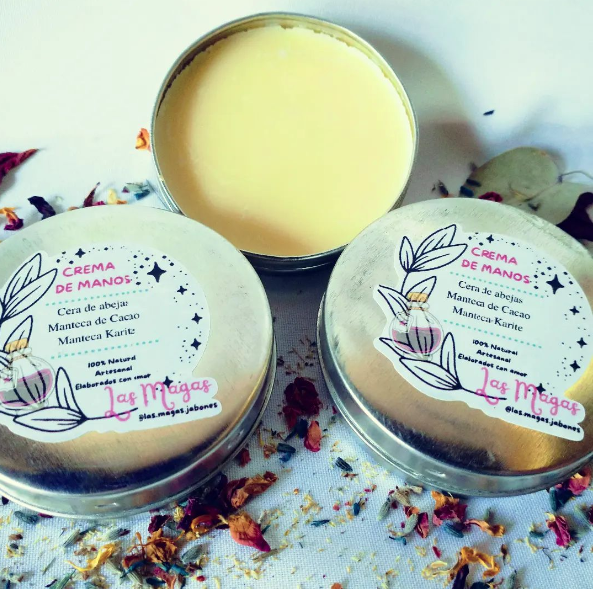 CREMA
DE MANOS
Cera de abejas
Manteca de Cacao
Manteca Karite
100% Natural
Artesanal
Elaborados con amor
Las Magas
@las.magas.jabones
CREMA
DE MANOS
Cera de abejas
Manteca de Cacao
Manteca Karite
100% Natural
Artesanal
Elaborados con amor
Las Magas
@las.magas.jabones